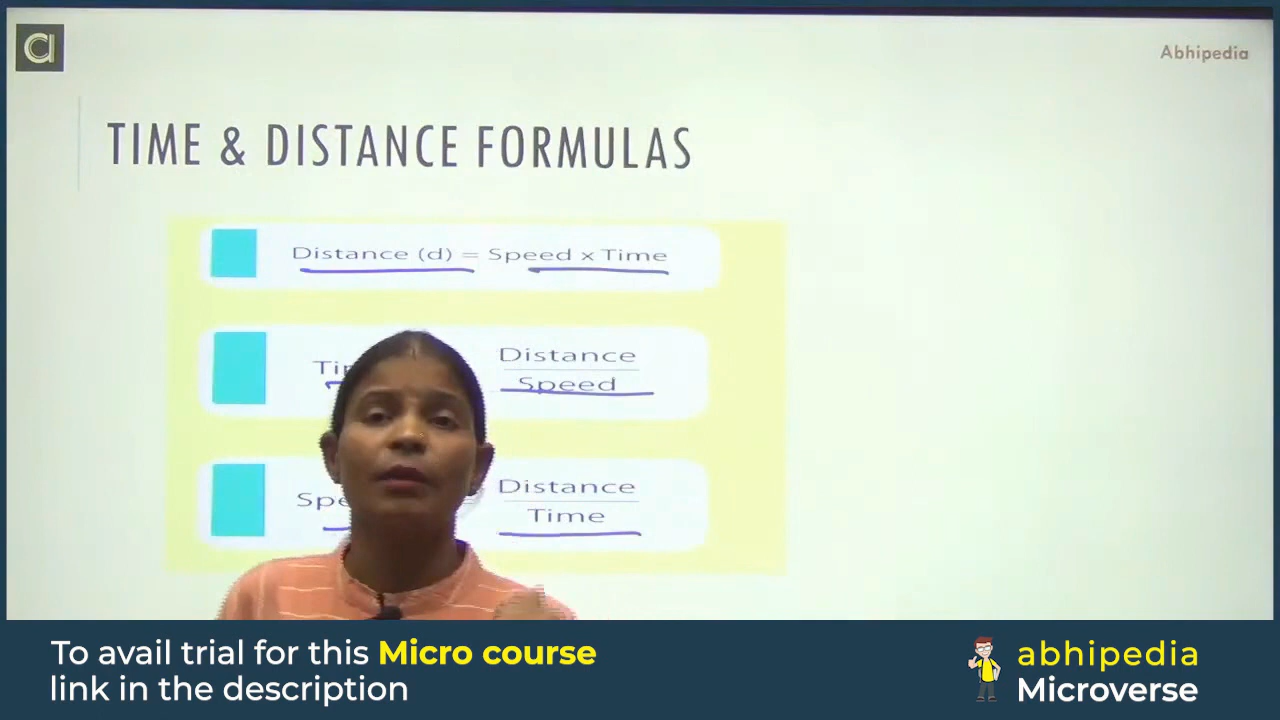 Abhipedia
TIME & DISTANCE FORMULAS
Distance (d) = Speed x Time
Distance
Speed
Distance
Time
To avail trial for this Micro course
link in the description
abhipedia
Microverse